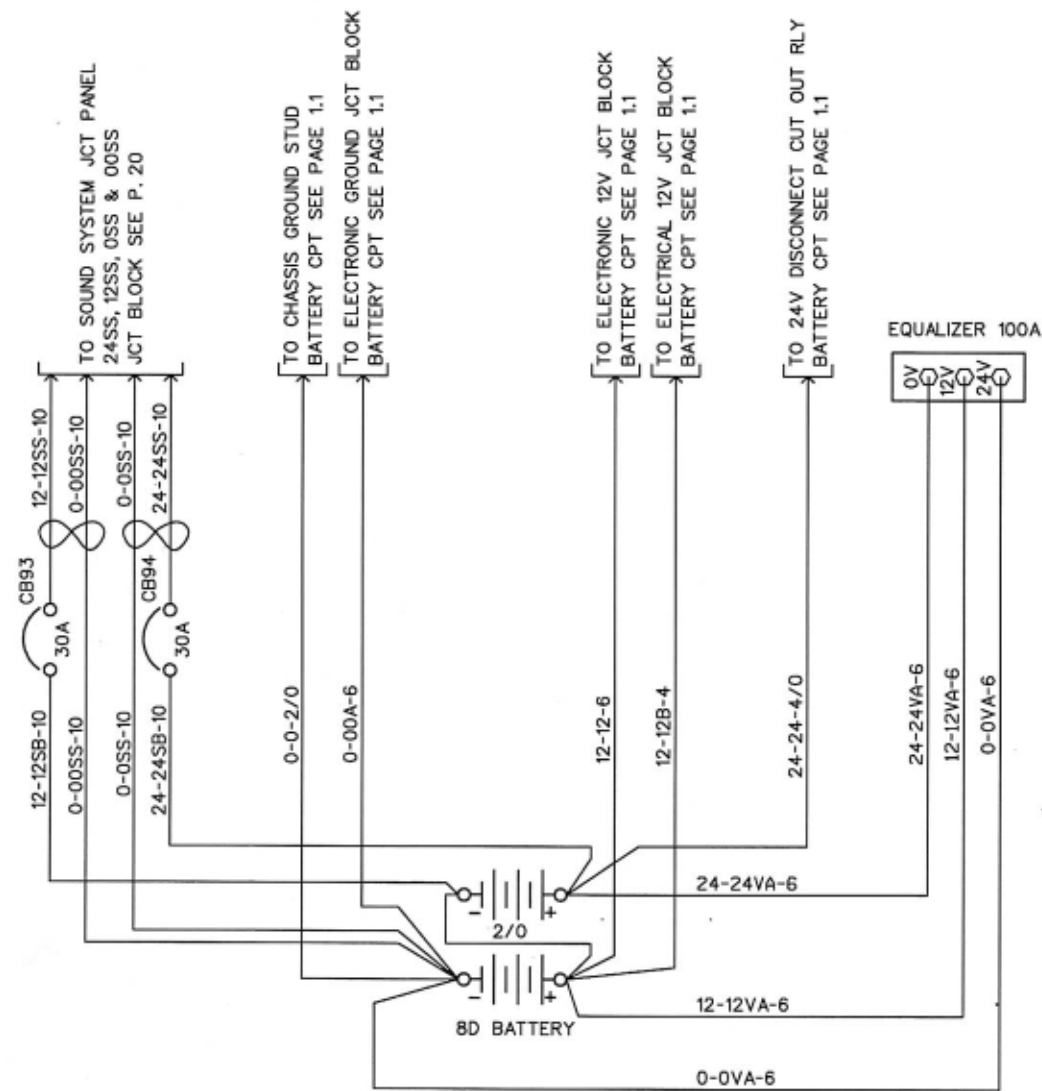 TO SOUND SYSTEM JCT PANEL
24SS, 12SS, 0SS & 00SS
JCT BLOCK SEE P. 20
TO CHASSIS GROUND STUD
BATTERY CPT SEE PAGE 1.1
TO ELECTRONIC GROUND JCT BLOCK
BATTERY CPT SEE PAGE 1.1
TO ELECTRONIC 12V JCT BLOCK
BATTERY CPT SEE PAGE 1.1
TO ELECTRICAL 12V JCT BLOCK
BATTERY CPT SEE PAGE 1.1
TO 24V DISCONNECT CUT OUT RLY
BATTERY CPT SEE PAGE 1.1
EQUALIZER 100A
0V
12V
24V
12-12SS-10
0-00SS-10
0-0SS-10
24-24SS-10
CB93
30A
CB94
30A
12-12SB-10
0-00SS-10
0-0SS-10
24-24SB-10
0-0-2/0
0-00A-6
12-12-6
12-12B-4
24-24-4/0
24-24VA-6
12-12VA-6
0-0VA-6
24-24VA-6
- +
2/0
- +
8D BATTERY
12-12VA-6
0-0VA-6